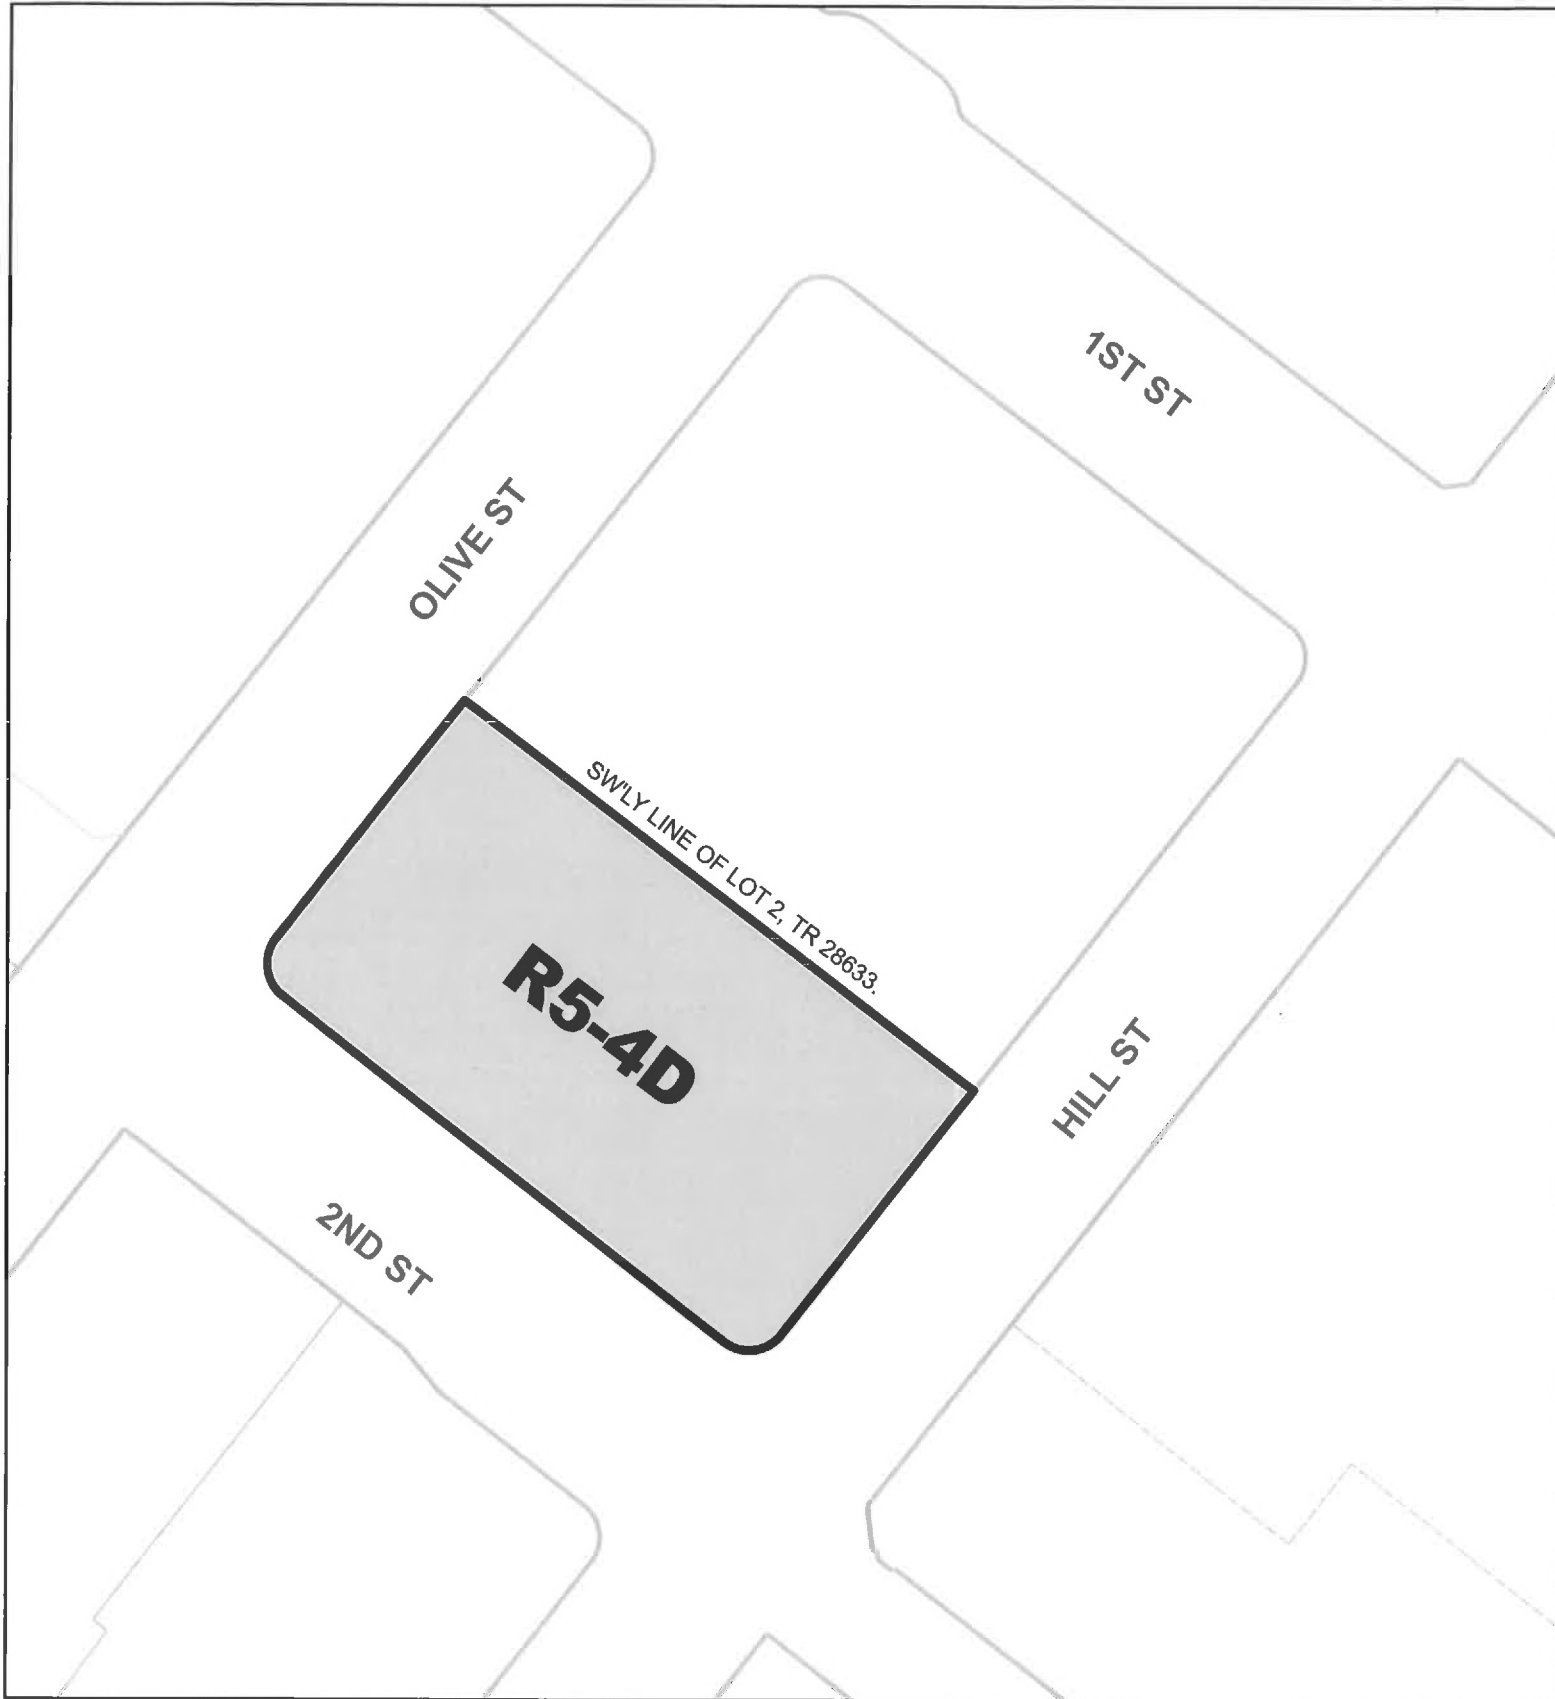 1ST ST
OLIVE ST
SW'LY LINE OF LOT 2, TR 28633.
R5-4D
HILL ST
2ND ST